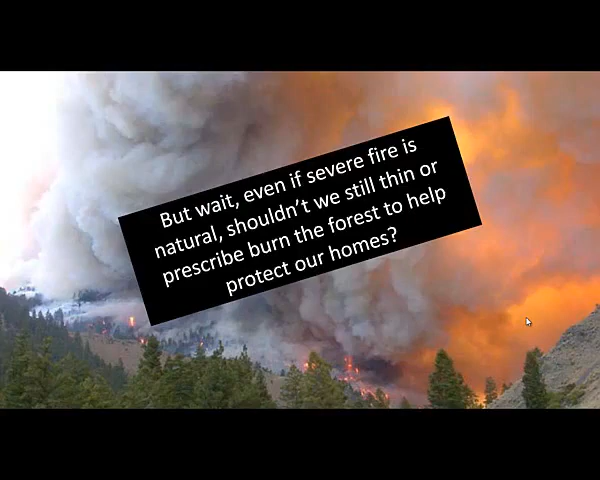 But wait, even if severe fire is
natural, shouldn’t we still thin or
prescribe burn the forest to help
protect our homes?